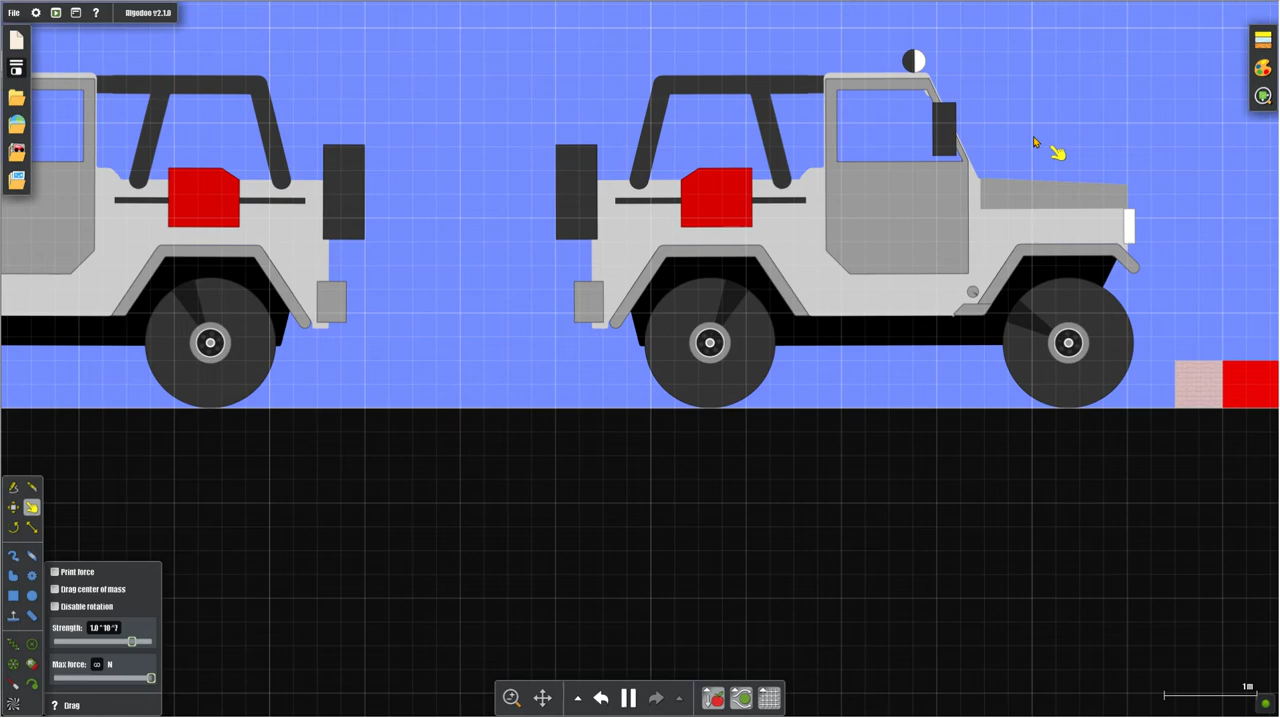 File
?
Algodoo v2.1.0
Print force
Drag center of mass
Disable rotation
Strength: 1.0 * 10^7
Max force: ∞ N
? Drag
1 m